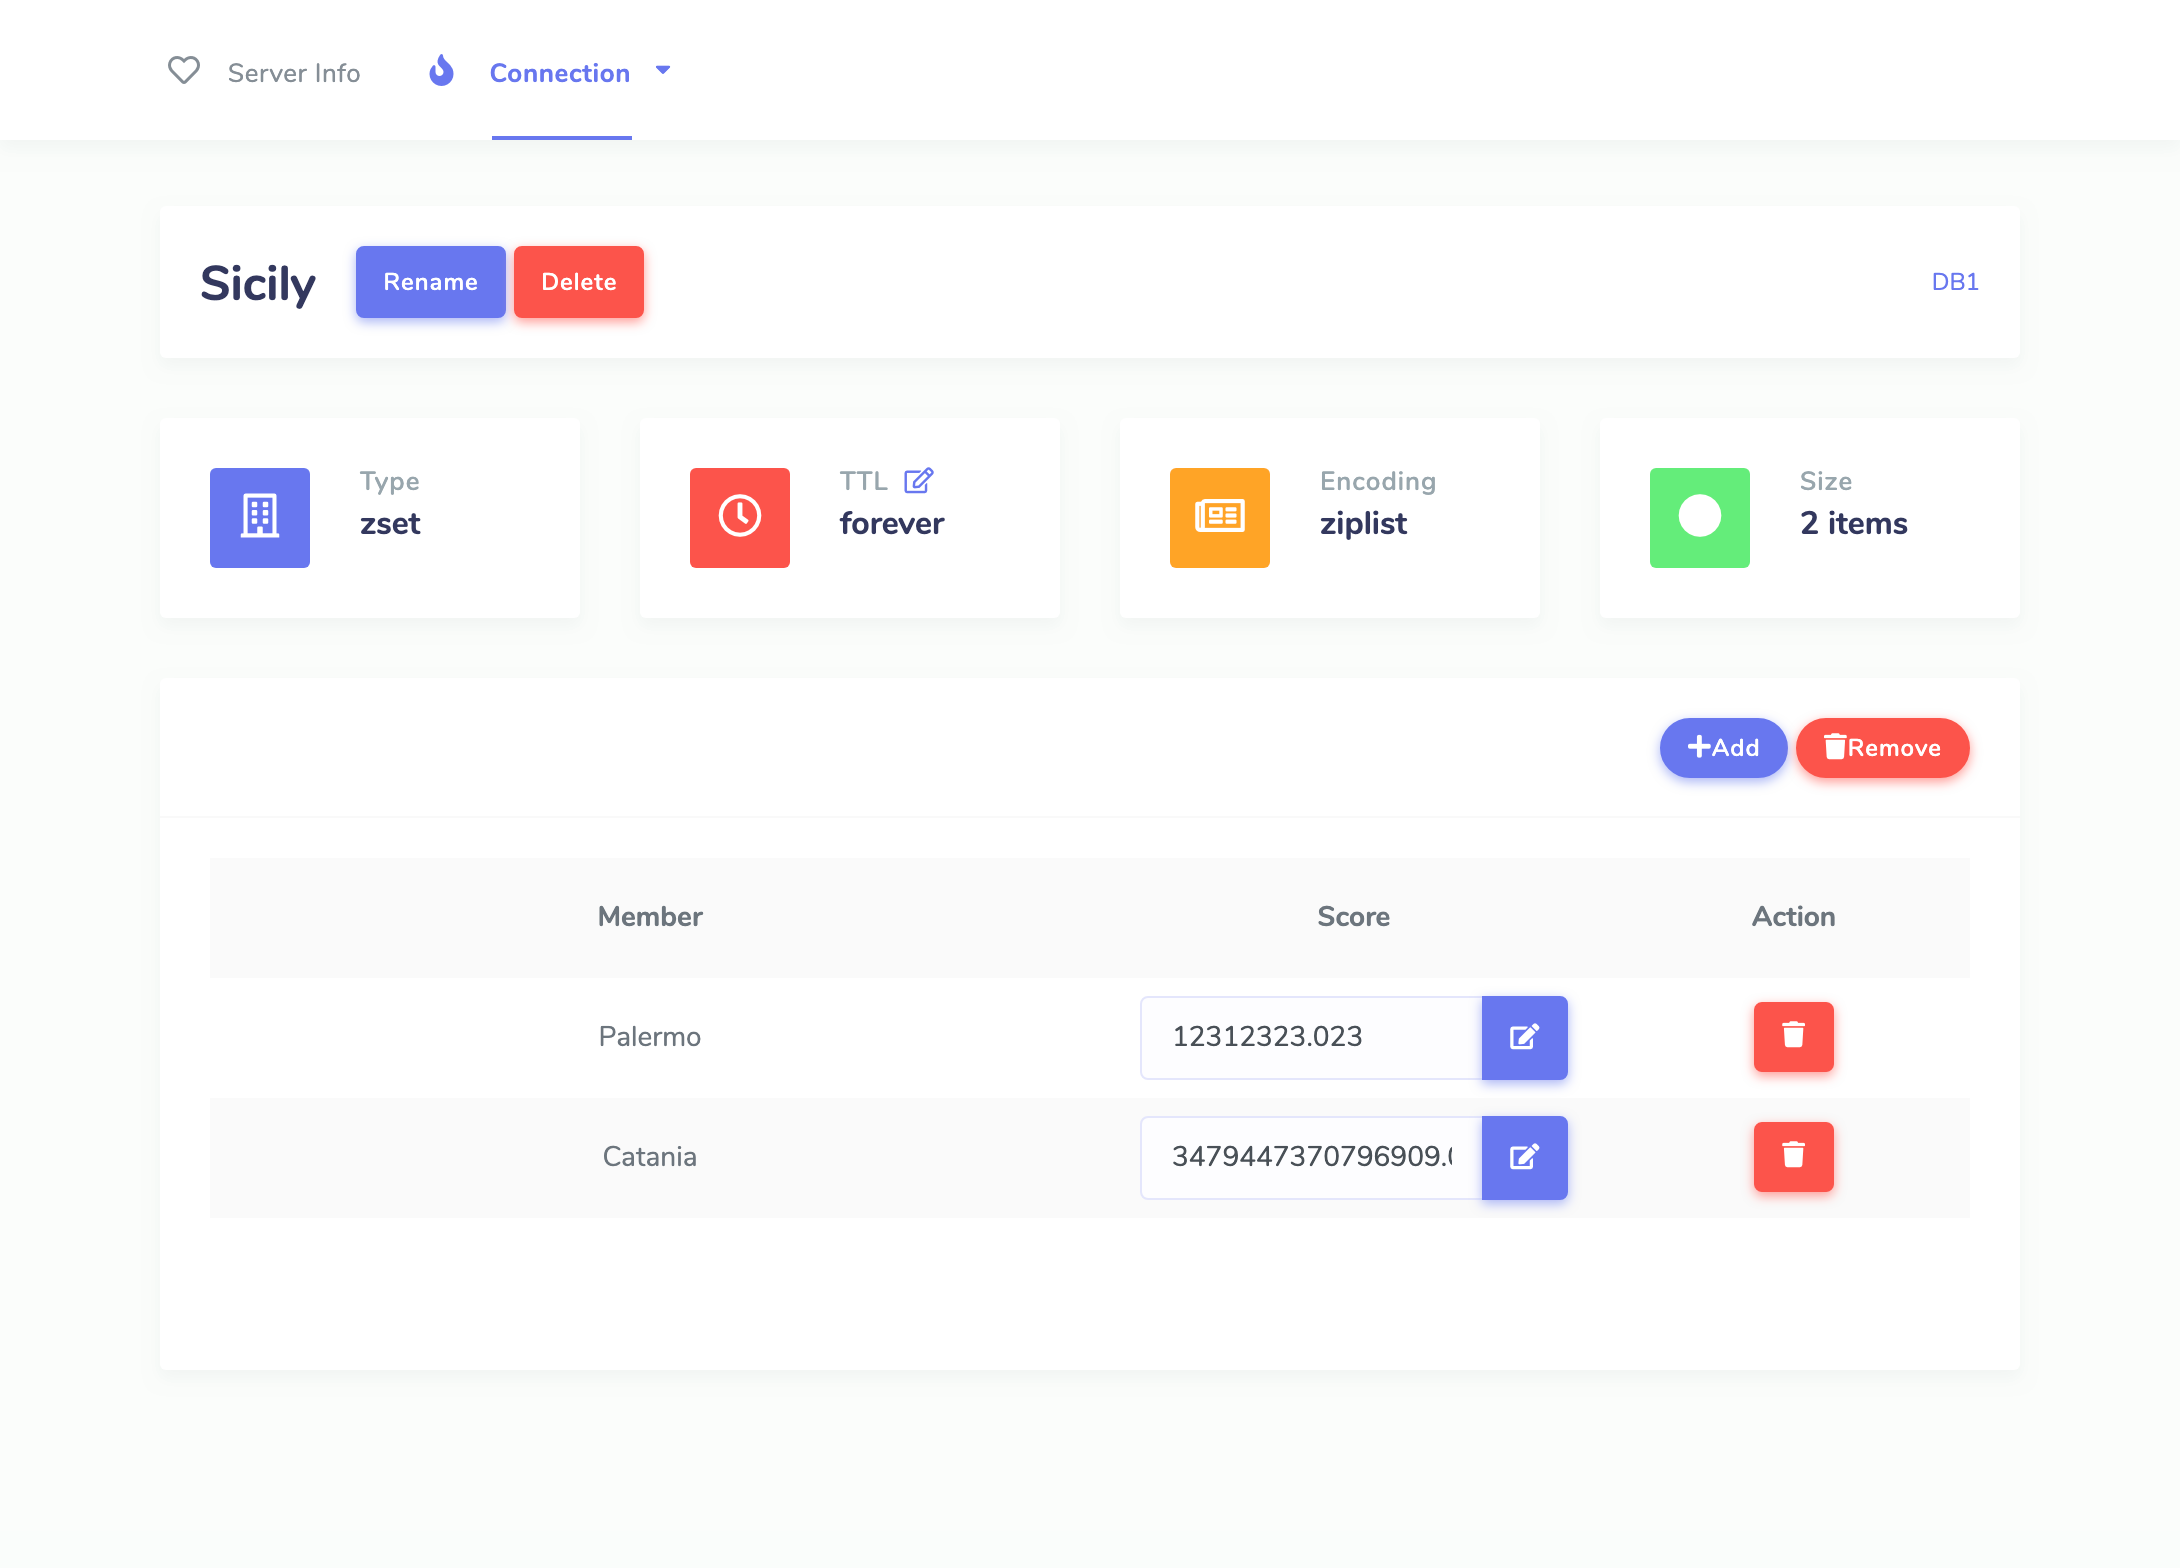 Server Info Connection
Sicily Rename Delete DB1
Type
zset
TTL
forever
Encoding
ziplist
Size
2 items
Add Remove
Member Score Action
Palermo 12312323.023
Catania 3479447370796909.